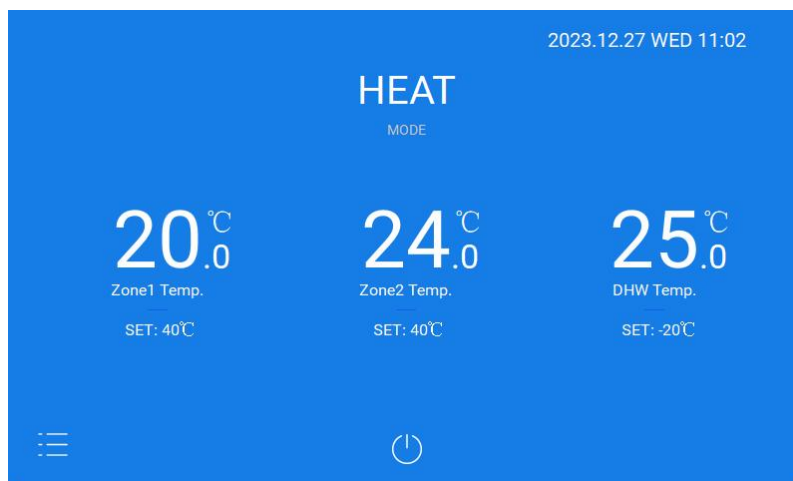 2023.12.27 WED 11:02
HEAT
MODE
20.0℃ 24.0℃ 25.0℃
Zone1 Temp. Zone2 Temp. DHW Temp.
SET: 40℃ SET: 40℃ SET: -20℃